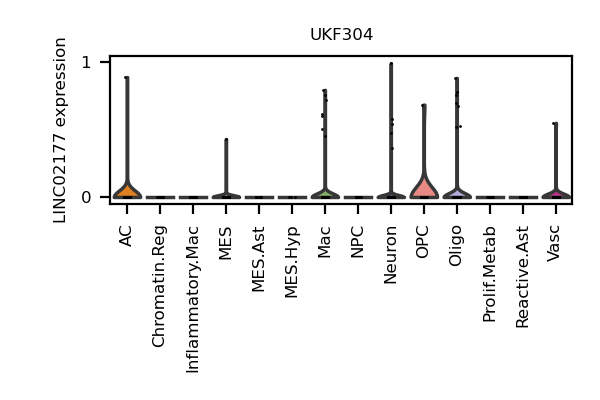 UKF304
LINC02177 expression
1
0
AC
Chromatin.Reg
Inflammatory.Mac
MES
MES.Ast
MES.Hyp
Mac
NPC
Neuron
OPC
Oligo
Prolif.Metab
Reactive.Ast
Vasc